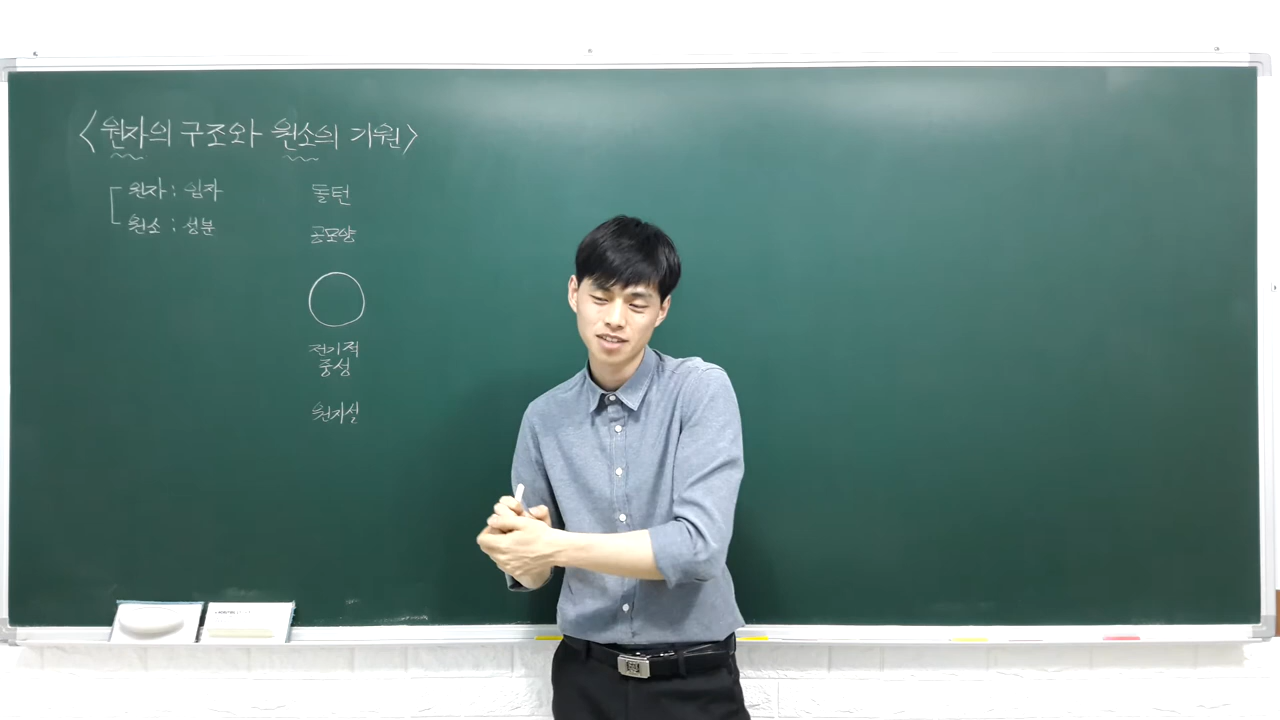 <원자의 구조와 원소의 기원>
원자 : 입자
원소 : 성분
돌턴
공모양
전기적
중성
원자설